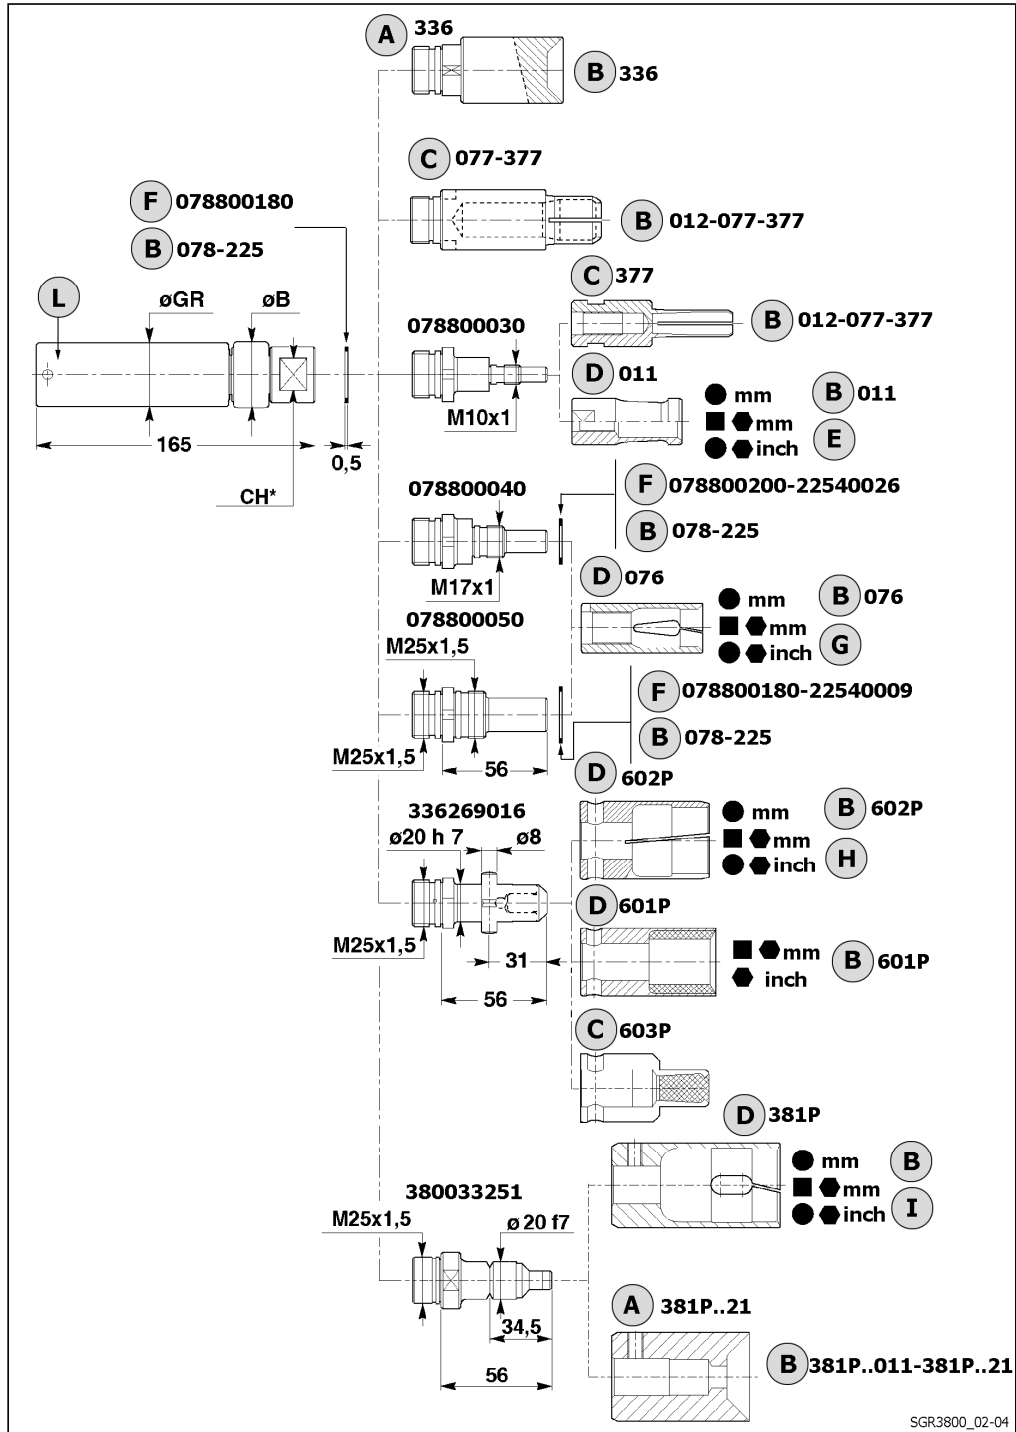 A 336
B 336
C 077-377
F 078800180
B 078-225
B 012-077-377
L
øGR
øB
C 377
078800030
B 012-077-377
D 011
mm
B 011
M10x1
mm
E
inch
165
0,5
CH*
078800040
F 078800200-22540026
B 078-225
D 076
M17x1
mm
B 076
078800050
mm
G
M25x1,5
inch
F 078800180-22540009
B 078-225
M25x1,5
56
D 602P
336269016
mm
B 602P
ø20 h 7
ø8
mm
H
inch
D 601P
M25x1,5
31
mm
B 601P
inch
56
C 603P
D 381P
mm
B
380033251
mm
I
M25x1,5
ø 20 f7
inch
A 381P..21
34,5
56
B 381P..011-381P..21
SGR3800_02-04